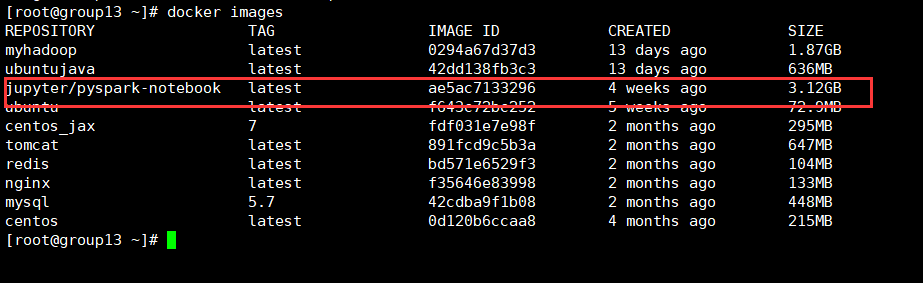 [root@group13 ~]# docker images
REPOSITORY TAG IMAGE ID CREATED SIZE
myhadoop latest 0294a67d37d3 13 days ago 1.87GB
ubuntujava latest 42dd138fb3c3 13 days ago 636MB
jupyter/pyspark-notebook latest ae5ac7133296 4 weeks ago 3.12GB
ubuntu latest f643c72bc252 5 weeks ago 72.9MB
centos_jax 7 fdf031e7e98f 2 months ago 295MB
tomcat latest 891fcd9c5b3a 2 months ago 647MB
redis latest bd571e6529f3 2 months ago 104MB
nginx latest f35646e83998 2 months ago 133MB
mysql 5.7 42cdba9f1b08 2 months ago 448MB
centos latest 0d120b6ccaa8 4 months ago 215MB
[root@group13 ~]#